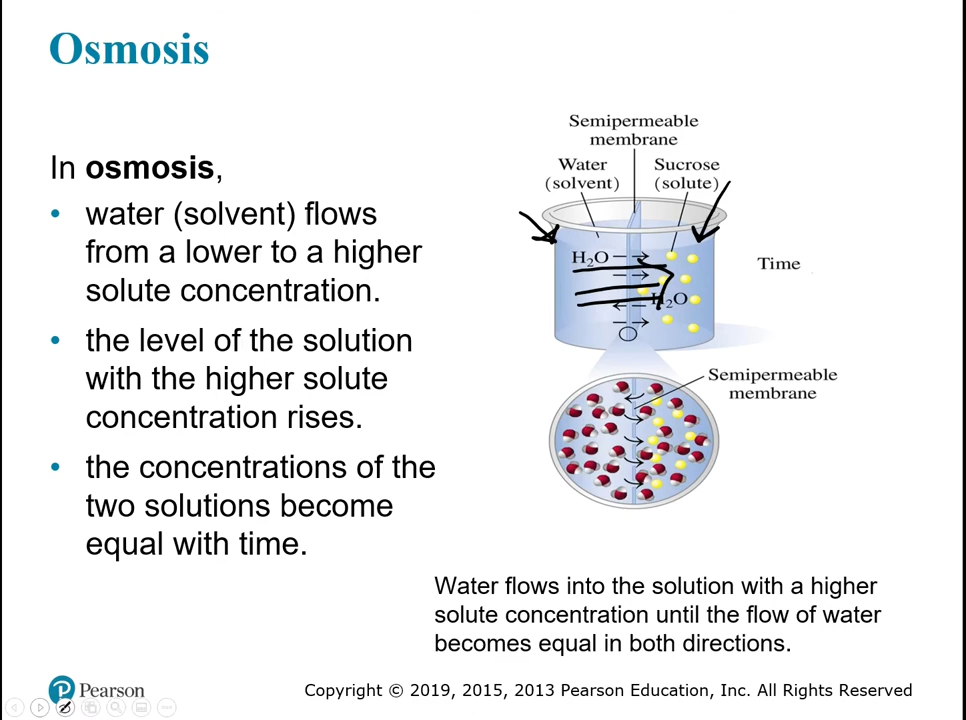 Osmosis
In osmosis,
• water (solvent) flows
from a lower to a higher
solute concentration.
• the level of the solution
with the higher solute
concentration rises.
• the concentrations of the
two solutions become
equal with time.
Semipermeable
membrane
Water
(solvent)
Sucrose
(solute)
H₂O
H₂O
Time
Semipermeable
membrane
Water flows into the solution with a higher
solute concentration until the flow of water
becomes equal in both directions.
Pearson
Copyright © 2019, 2015, 2013 Pearson Education, Inc. All Rights Reserved